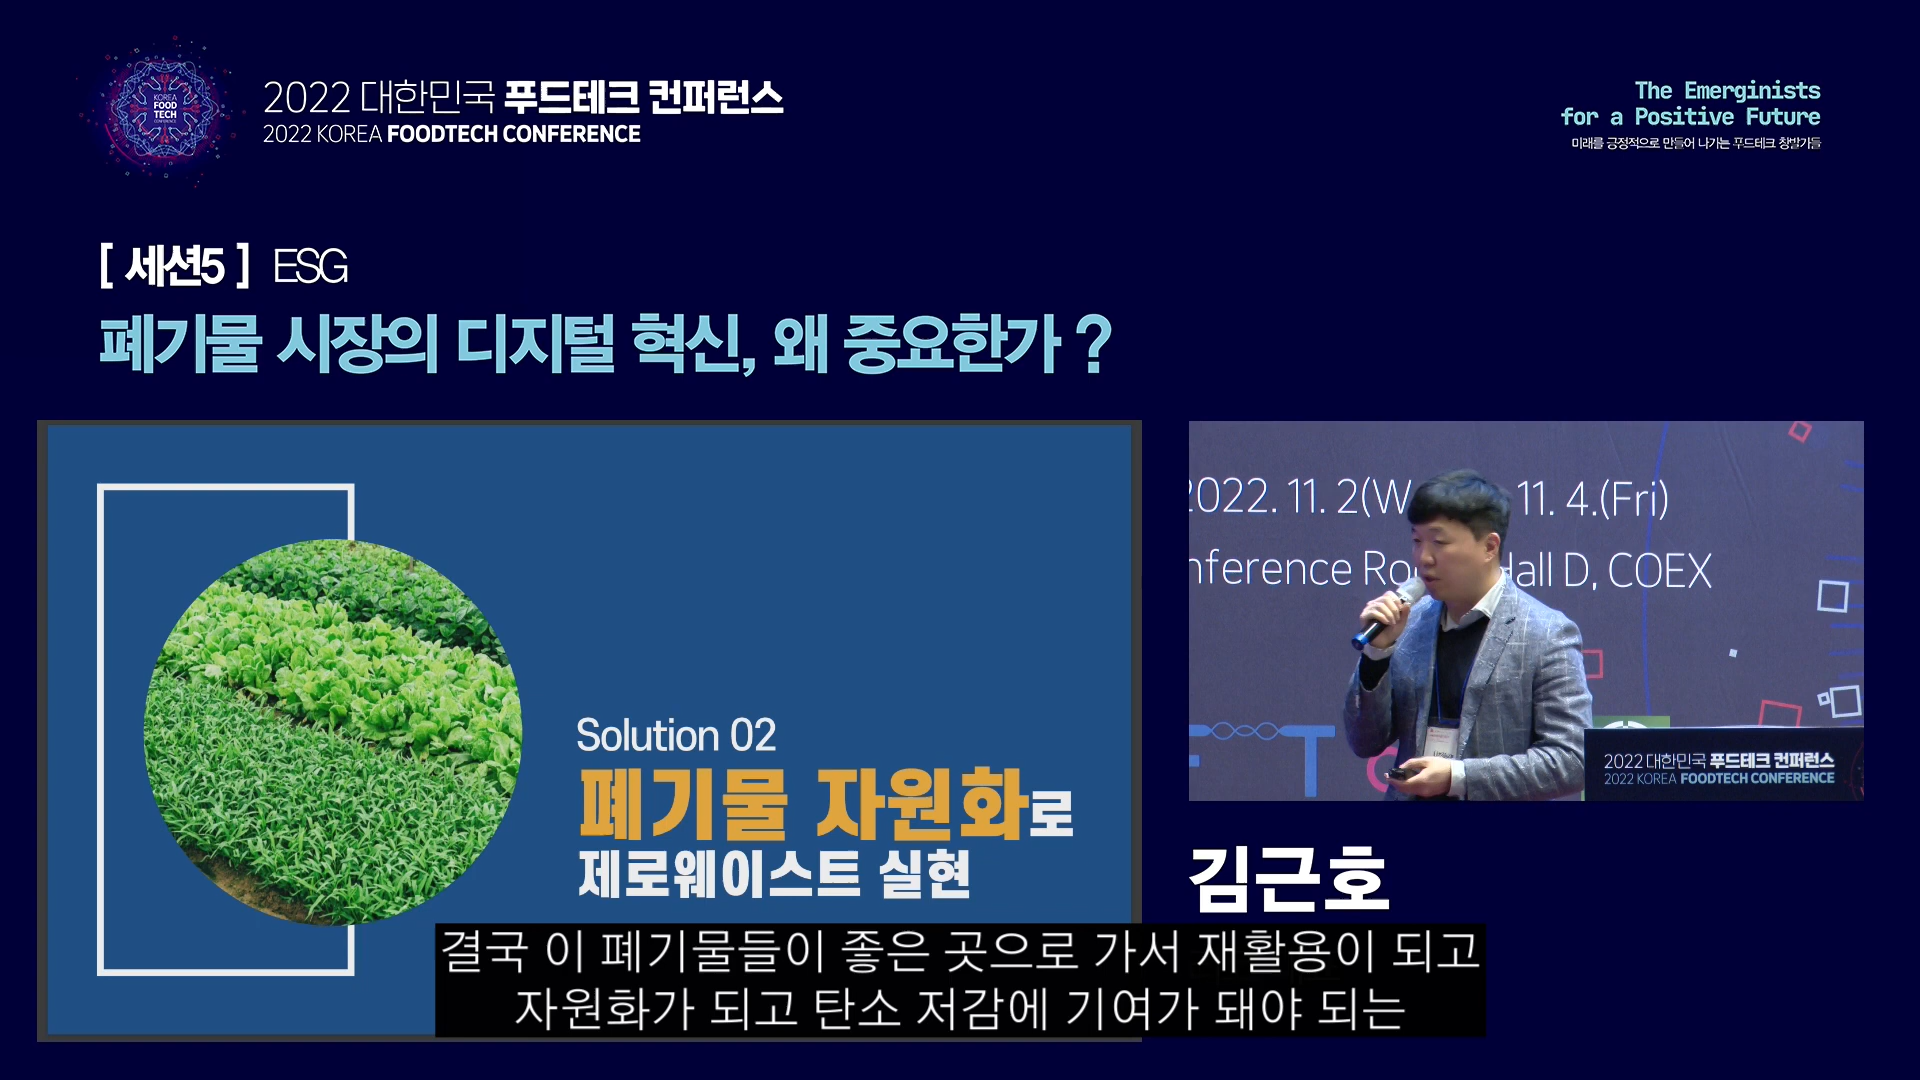 KOREA
FOOD
TECH
CONFERENCE
2022 대한민국 푸드테크 컨퍼런스
2022 KOREA FOODTECH CONFERENCE
The Emerginists
for a Positive Future
미래를 긍정적으로 만들어 나가는 푸드테크 창발가들
[ 세션5 ] ESG
폐기물 시장의 디지털 혁신, 왜 중요한가 ?
Solution 02
폐기물 자원화로
제로웨이스트 실현
2022. 11. 2(W 11. 4.(Fri)
nference Ro Hall D, COEX
F T
2022 대한민국 푸드테크 컨퍼런스
2022 KOREA FOODTECH CONFERENCE
김근호
결국 이 폐기물들이 좋은 곳으로 가서 재활용이 되고
자원화가 되고 탄소 저감에 기여가 돼야 되는